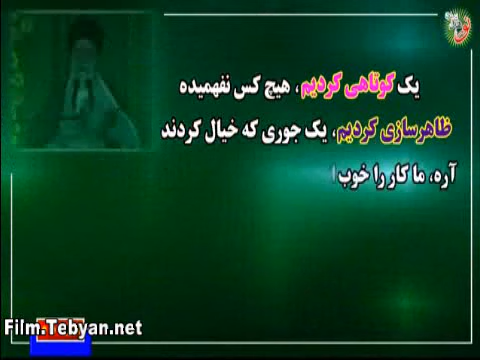 یک کوتاهی کردیم، هیچ کس نفهمیده
ظاهرسازی کردیم، یک جوری که خیال کردند
آره، ما کار را خوب
Film.Tebyan.net